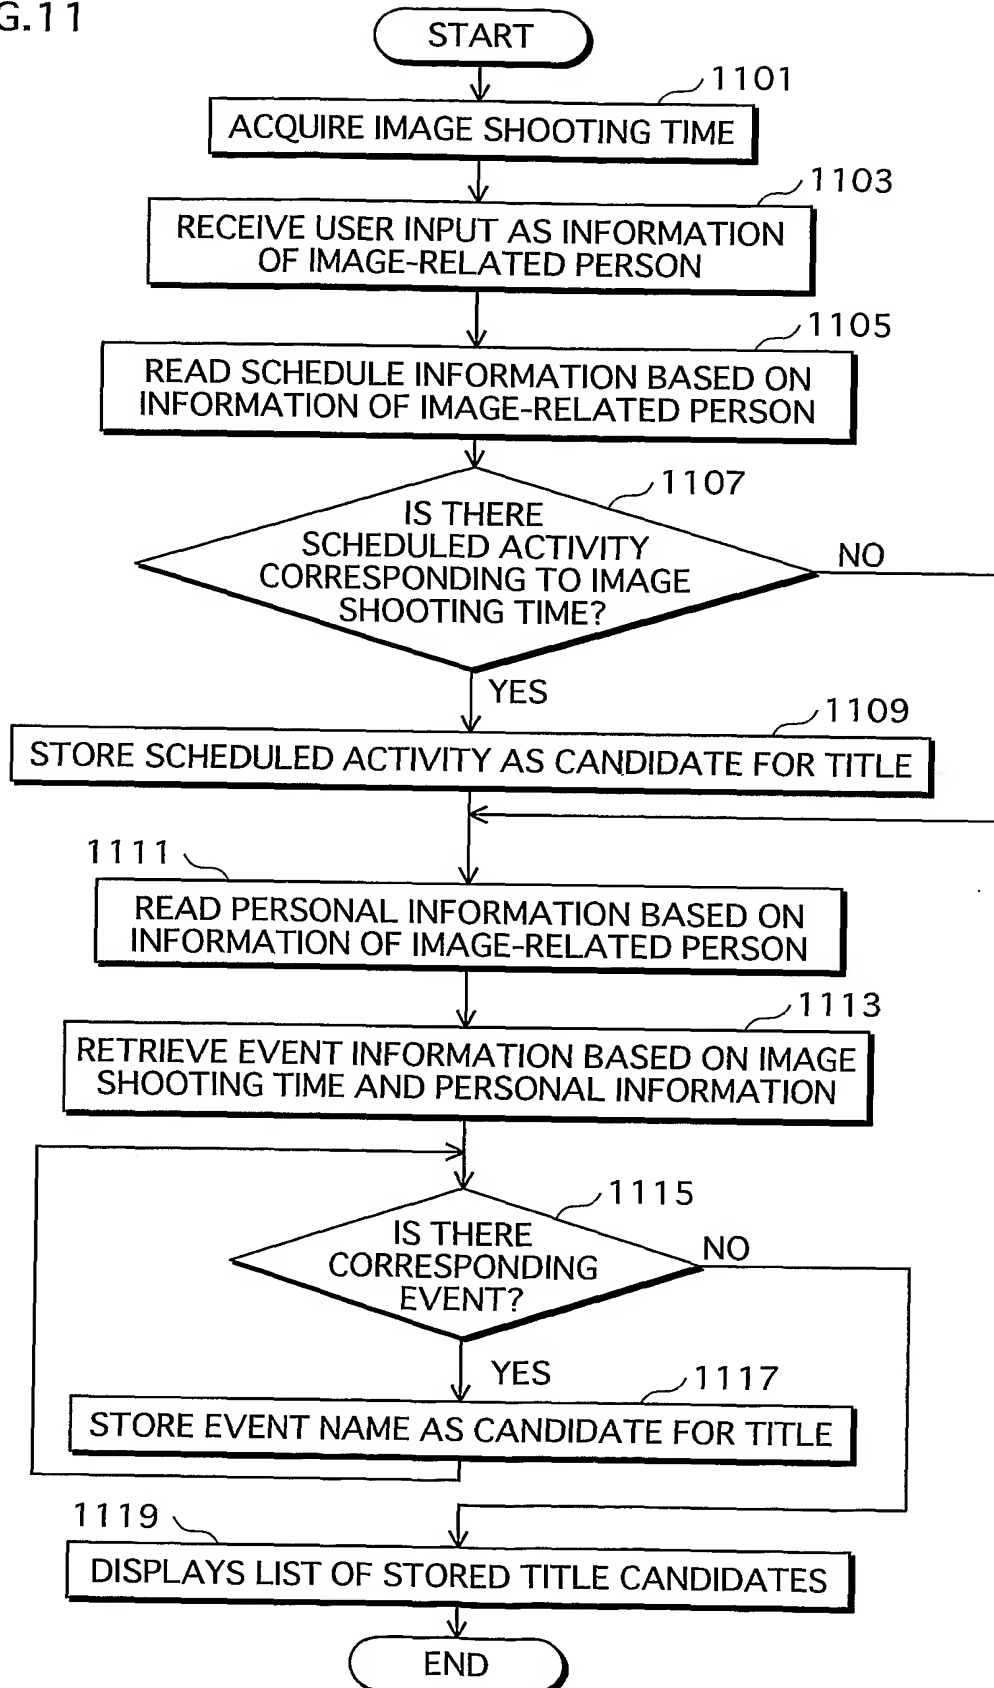 G.11
START
1101
ACQUIRE IMAGE SHOOTING TIME
1103
RECEIVE USER INPUT AS INFORMATION
OF IMAGE-RELATED PERSON
1105
READ SCHEDULE INFORMATION BASED ON
INFORMATION OF IMAGE-RELATED PERSON
1107
IS THERE
SCHEDULED ACTIVITY
CORRESPONDING TO IMAGE
SHOOTING TIME?
NO
YES
1109
STORE SCHEDULED ACTIVITY AS CANDIDATE FOR TITLE
1111
READ PERSONAL INFORMATION BASED ON
INFORMATION OF IMAGE-RELATED PERSON
1113
RETRIEVE EVENT INFORMATION BASED ON IMAGE
SHOOTING TIME AND PERSONAL INFORMATION
1115
IS THERE
CORRESPONDING
EVENT?
NO
YES
1117
STORE EVENT NAME AS CANDIDATE FOR TITLE
1119
DISPLAYS LIST OF STORED TITLE CANDIDATES
END